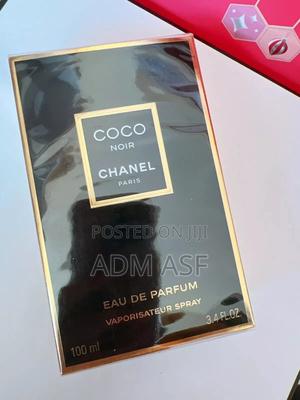 COCO
NOIR
CHANEL
PARIS
POSTED ON JIJI
ADM ASF
EAU DE PARFUM
VAPORISATEUR SPRAY
100 ml
3.4 FL.OZ